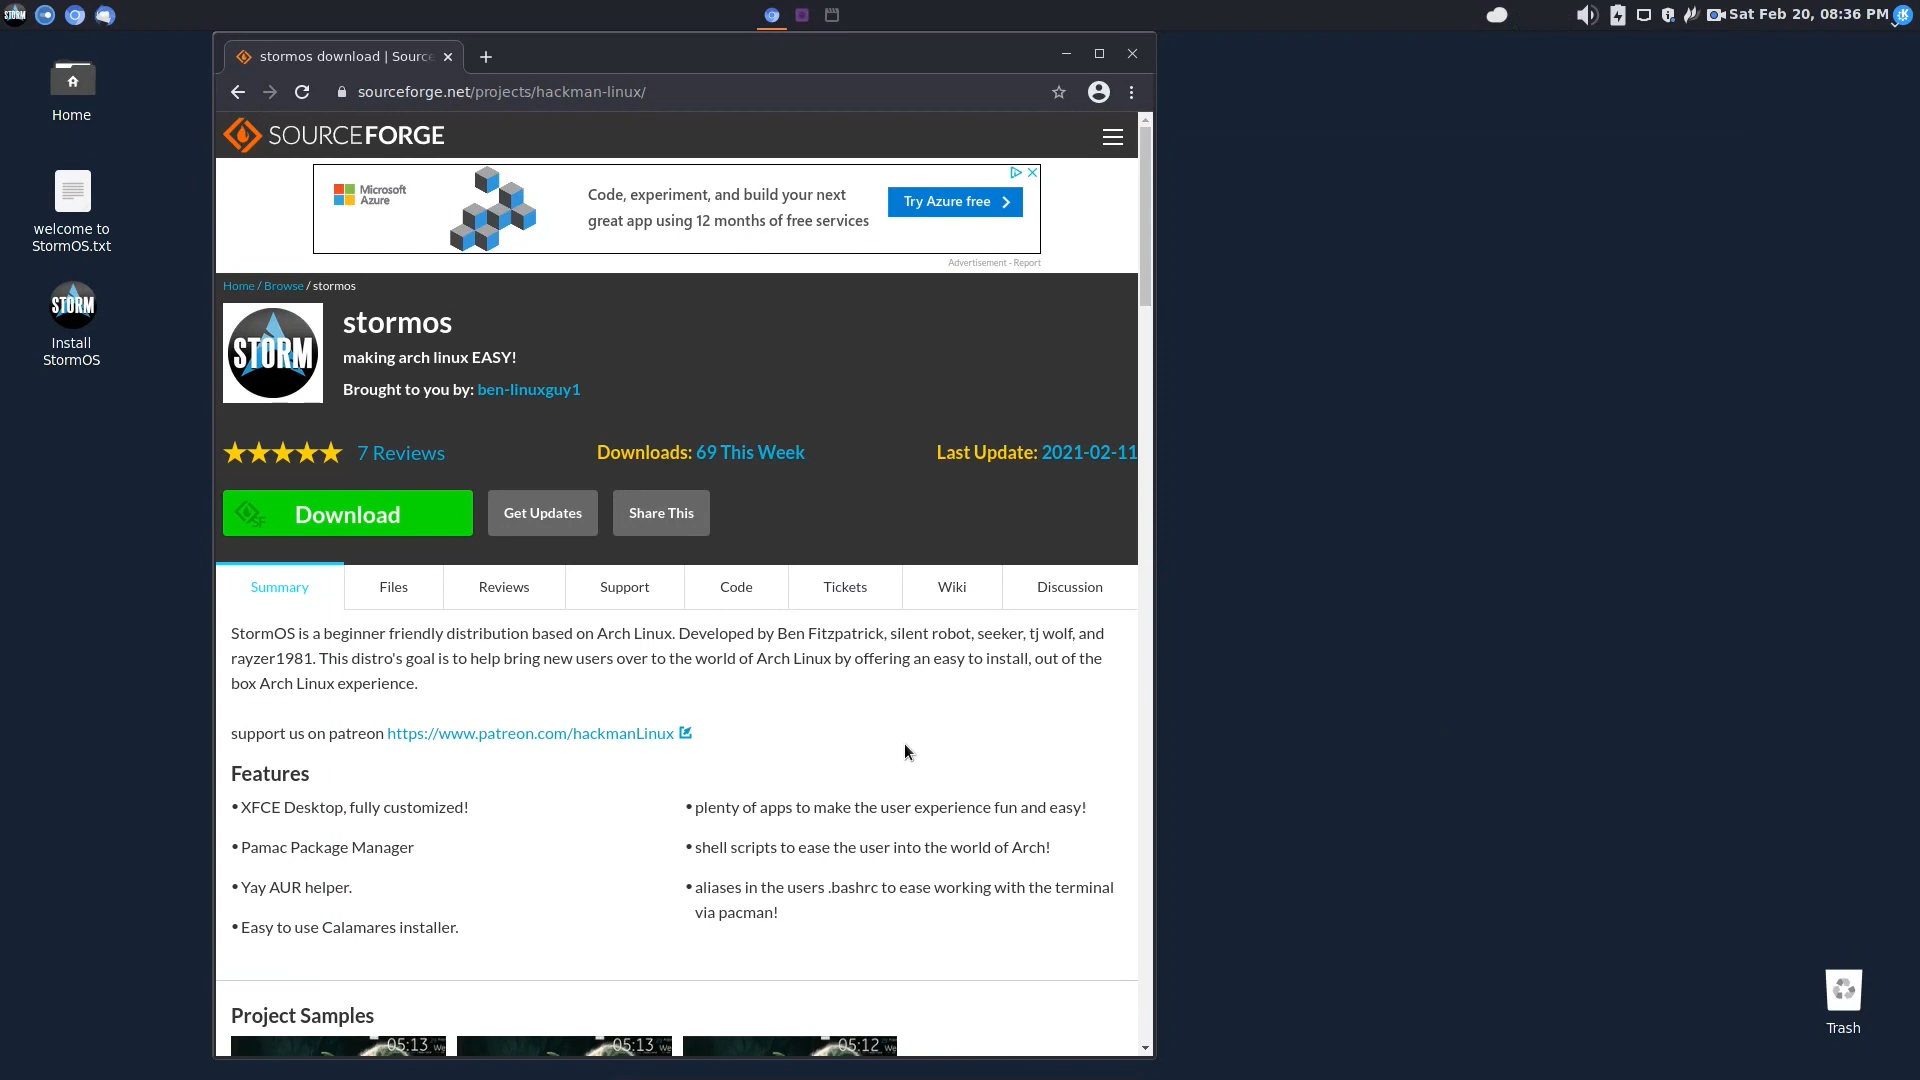 STORM
Sat Feb 20, 08:36 PM
Home
welcome to
StormOS.txt
STORM
Install
StormOS
stormos download | Source
sourceforge.net/projects/hackman-linux/
SOURCEFORGE
Microsoft
Azure
Code, experiment, and build your next
great app using 12 months of free services
Try Azure free
Advertisement - Report
Home / Browse / stormos
STORM
stormos
making arch linux EASY!
Brought to you by: ben-linuxguy1
7 Reviews
Downloads: 69 This Week
Last Update: 2021-02-11
SF
Download
Get Updates
Share This
Summary
Files
Reviews
Support
Code
Tickets
Wiki
Discussion
StormOS is a beginner friendly distribution based on Arch Linux. Developed by Ben Fitzpatrick, silent robot, seeker, tj wolf, and
rayzer1981. This distro's goal is to help bring new users over to the world of Arch Linux by offering an easy to install, out of the
box Arch Linux experience.
support us on patreon https://www.patreon.com/hackmanLinux
Features
• XFCE Desktop, fully customized!
• Pamac Package Manager
• Yay AUR helper.
• Easy to use Calamares installer.
• plenty of apps to make the user experience fun and easy!
• shell scripts to ease the user into the world of Arch!
• aliases in the users .bashrc to ease working with the terminal
via pacman!
Project Samples
05:13 We
05:13 We
05:12 We
Trash